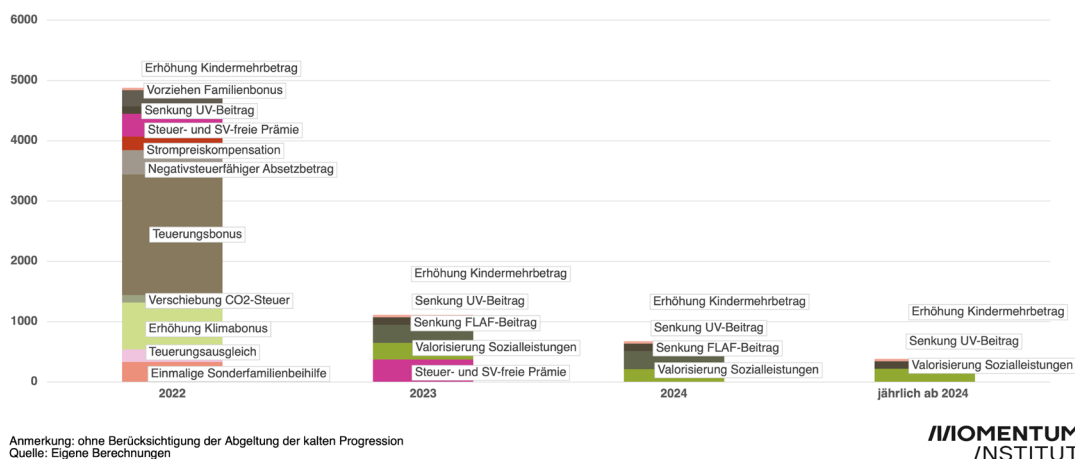 6000
5000
4000
3000
2000
1000
0
Erhöhung Kindermehrbetrag
Vorziehen Familienbonus
Senkung UV-Beitrag
Steuer- und SV-freie Prämie
Strompreiskompensation
Negativsteuerfähiger Absetzbetrag
Teuerungsbonus
Verschiebung CO2-Steuer
Erhöhung Klimabonus
Teuerungsausgleich
Einmalige Sonderfamilienbeihilfe
2022
Erhöhung Kindermehrbetrag
Senkung UV-Beitrag
Senkung FLAF-Beitrag
Valorisierung Sozialleistungen
Steuer- und SV-freie Prämie
2023
Erhöhung Kindermehrbetrag
Senkung UV-Beitrag
Senkung FLAF-Beitrag
Valorisierung Sozialleistungen
2024
Erhöhung Kindermehrbetrag
Senkung UV-Beitrag
Valorisierung Sozialleistungen
jährlich ab 2024
Anmerkung: ohne Berücksichtigung der Abgeltung der kalten Progression
Quelle: Eigene Berechnungen
MOMENTUM
INSTITUT